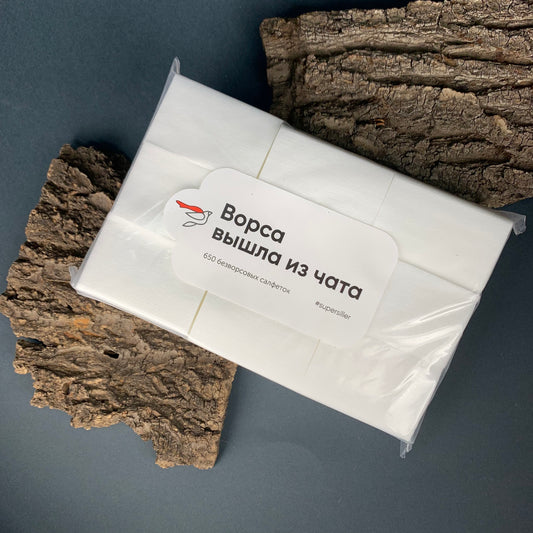 Ворса
вышла из чата
650 безворсовых салфеток
#supersiller